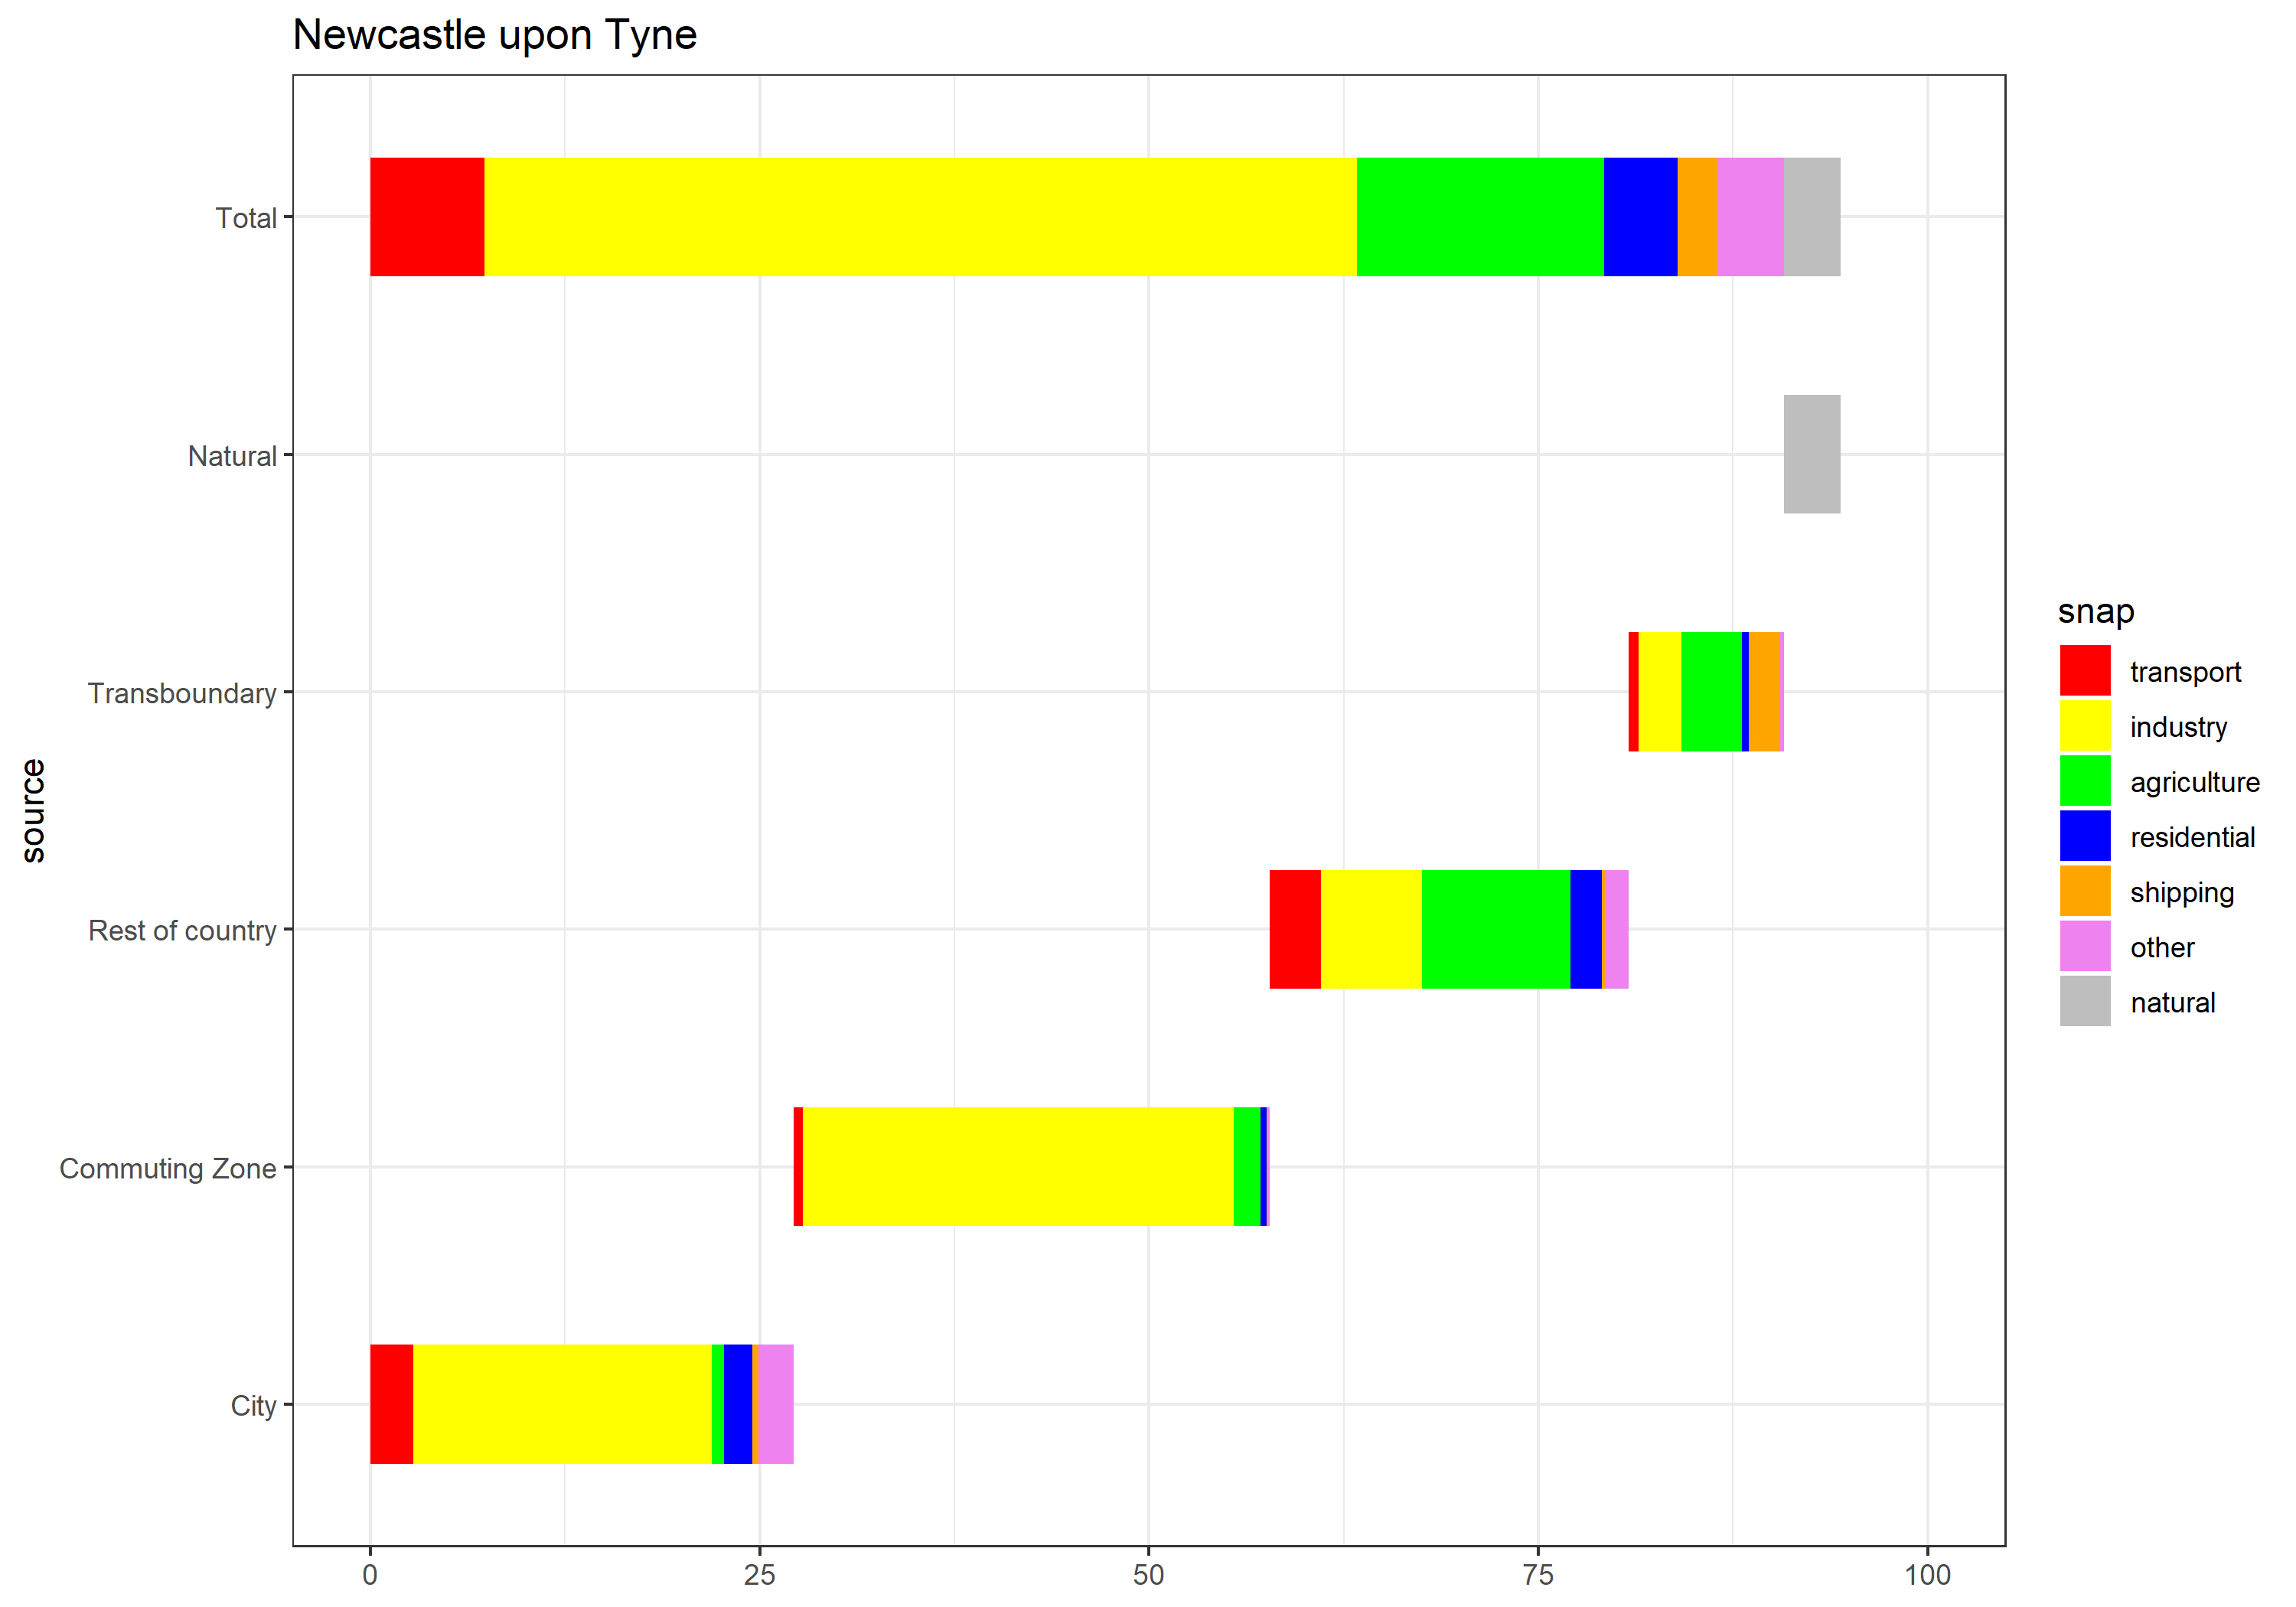 Newcastle upon Tyne
Total
Natural
Transboundary
Rest of country
Commuting Zone
City
source
0 25 50 75 100
snap
transport
industry
agriculture
residential
shipping
other
natural